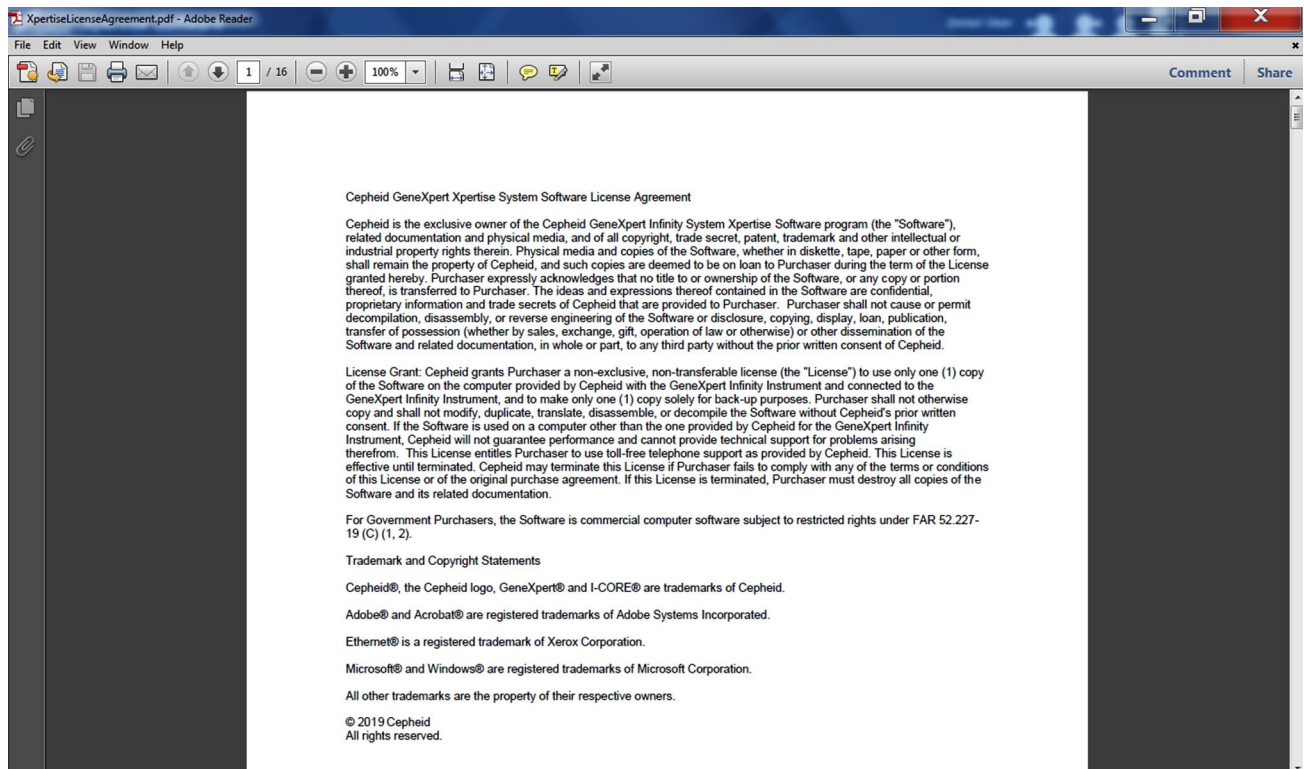 XpertiseLicenseAgreement.pdf - Adobe Reader
File Edit View Window Help
1 / 16 100% Comment Share
Cepheid GeneXpert Xpertise System Software License Agreement
Cepheid is the exclusive owner of the Cepheid GeneXpert Infinity System Xpertise Software program (the "Software"),
related documentation and physical media, and of all copyright, trade secret, patent, trademark and other intellectual or
industrial property rights therein. Physical media and copies of the Software, whether in diskette, tape, paper or other form,
shall remain the property of Cepheid, and such copies are deemed to be on loan to Purchaser during the term of the License
granted hereby. Purchaser expressly acknowledges that no title to or ownership of the Software, or any copy or portion
thereof, is transferred to Purchaser. The ideas and expressions thereof contained in the Software are confidential,
proprietary information and trade secrets of Cepheid that are provided to Purchaser. Purchaser shall not cause or permit
decompilation, disassembly, or reverse engineering of the Software or disclosure, copying, display, loan, publication,
transfer of possession (whether by sales, exchange, gift, operation of law or otherwise) or other dissemination of the
Software and related documentation, in whole or part, to any third party without the prior written consent of Cepheid.
License Grant: Cepheid grants Purchaser a non-exclusive, non-transferable license (the "License") to use only one (1) copy
of the Software on the computer provided by Cepheid with the GeneXpert Infinity Instrument and connected to the
GeneXpert Infinity Instrument, and to make only one (1) copy solely for back-up purposes. Purchaser shall not otherwise
copy and shall not modify, duplicate, translate, disassemble, or decompile the Software without Cepheid's prior written
consent. If the Software is used on a computer other than the one provided by Cepheid for the GeneXpert Infinity
Instrument, Cepheid will not guarantee performance and cannot provide technical support for problems arising
therefrom. This License entitles Purchaser to use toll-free telephone support as provided by Cepheid. This License is
effective until terminated. Cepheid may terminate this License if Purchaser fails to comply with any of the terms or conditions
of this License or of the original purchase agreement. If this License is terminated, Purchaser must destroy all copies of the
Software and its related documentation.
For Government Purchasers, the Software is commercial computer software subject to restricted rights under FAR 52.227-
19 (C) (1, 2).
Trademark and Copyright Statements
Cepheid®, the Cepheid logo, GeneXpert® and I-CORE® are trademarks of Cepheid.
Adobe® and Acrobat® are registered trademarks of Adobe Systems Incorporated.
Ethernet® is a registered trademark of Xerox Corporation.
Microsoft® and Windows® are registered trademarks of Microsoft Corporation.
All other trademarks are the property of their respective owners.
© 2019 Cepheid
All rights reserved.